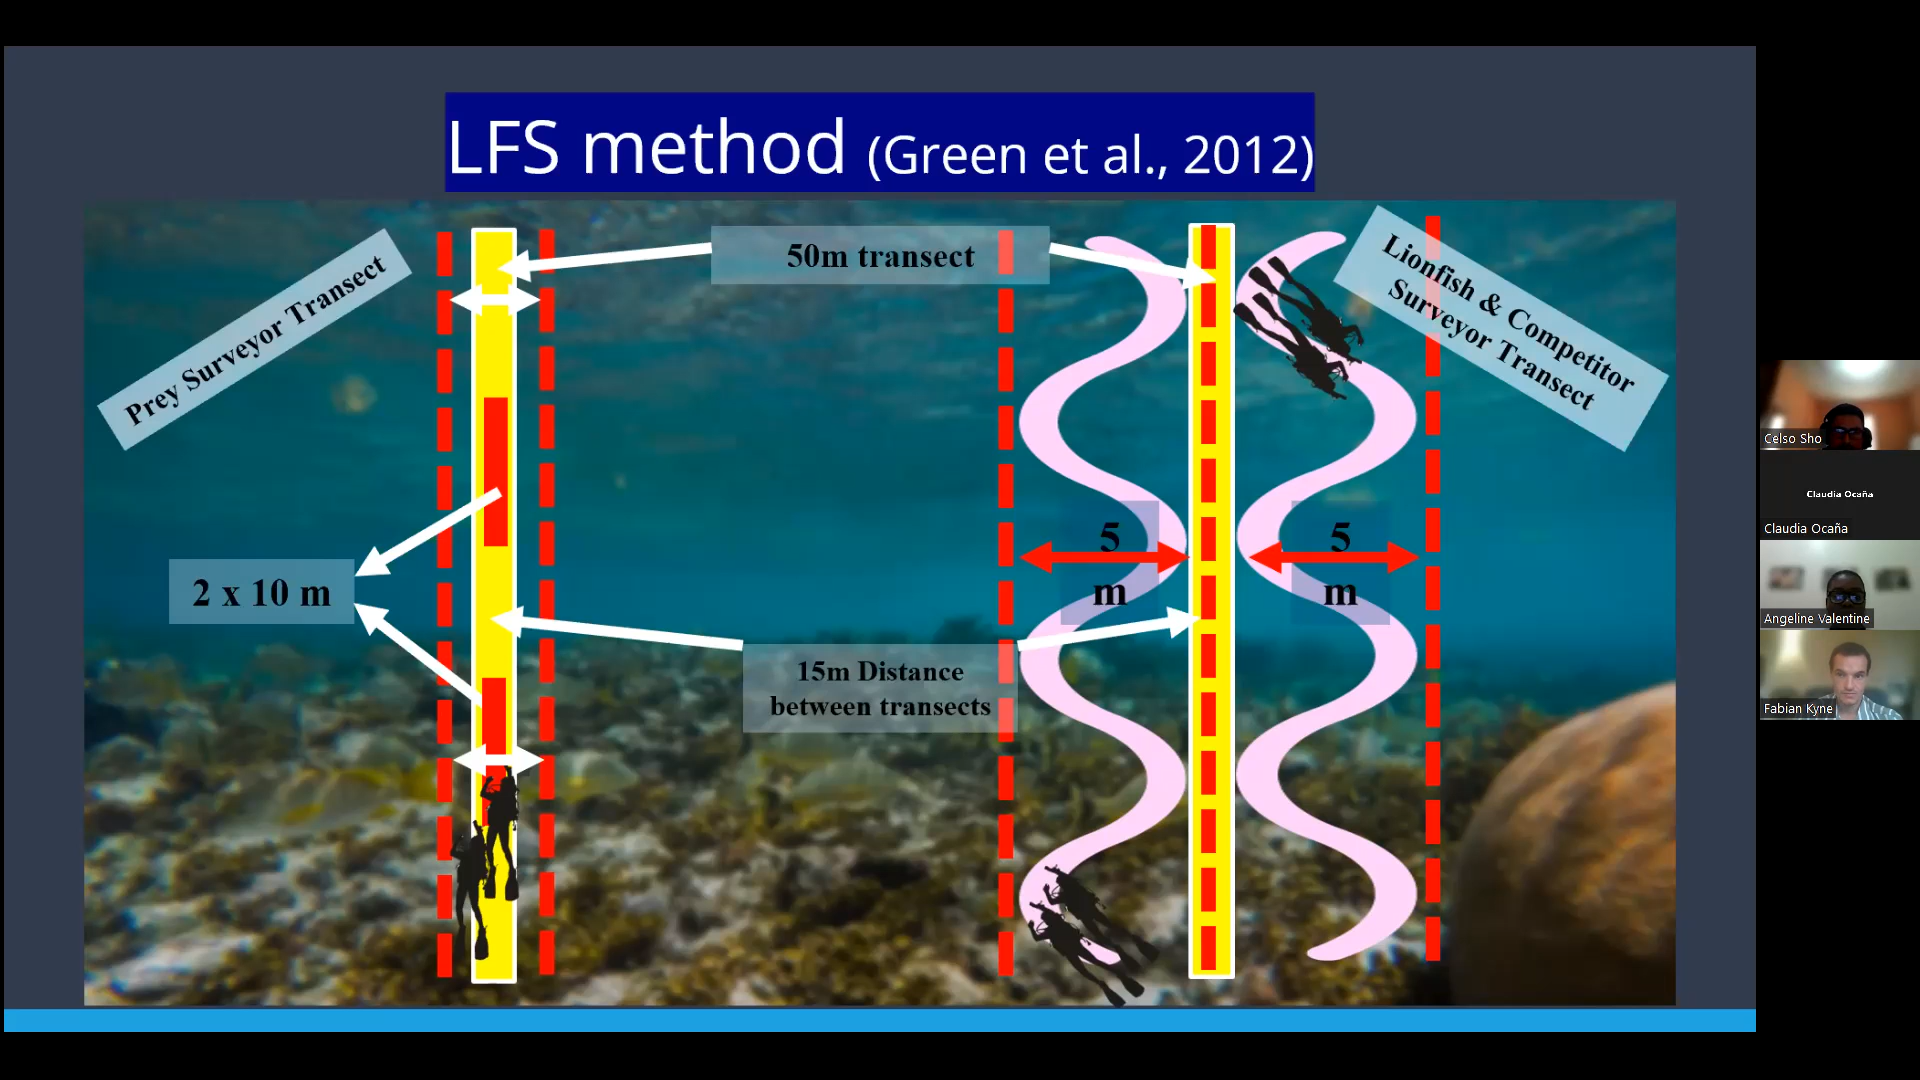 LFS method (Green et al., 2012)
Prey Surveyor Transect
50m transect
Lionfish & Competitor
Surveyor Transect
5
m
5
m
2 x 10 m
15m Distance
between transects
Celso Sho
Claudia Ocaña
Claudia Ocaña
Angeline Valentine
Fabian Kyne